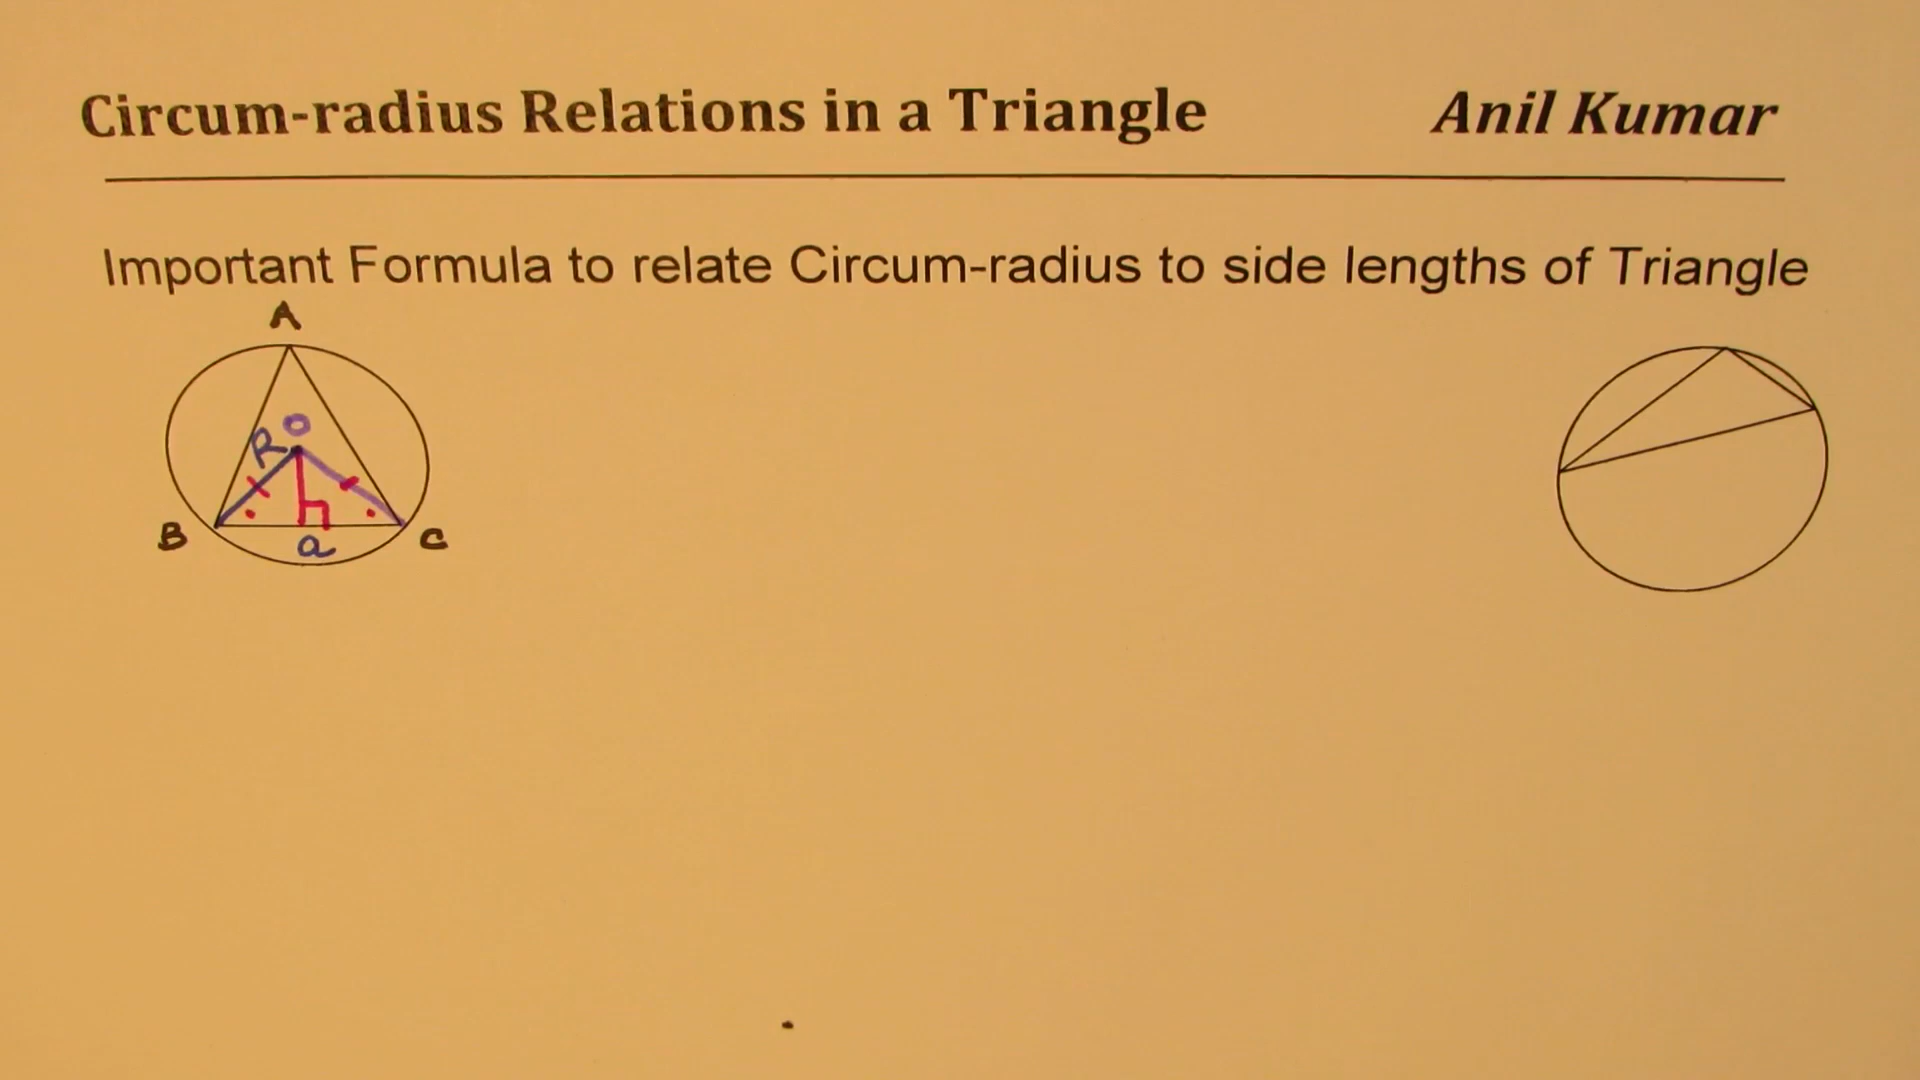 Circum-radius Relations in a Triangle Anil Kumar
Important Formula to relate Circum-radius to side lengths of Triangle
A
O
R
B
a
C